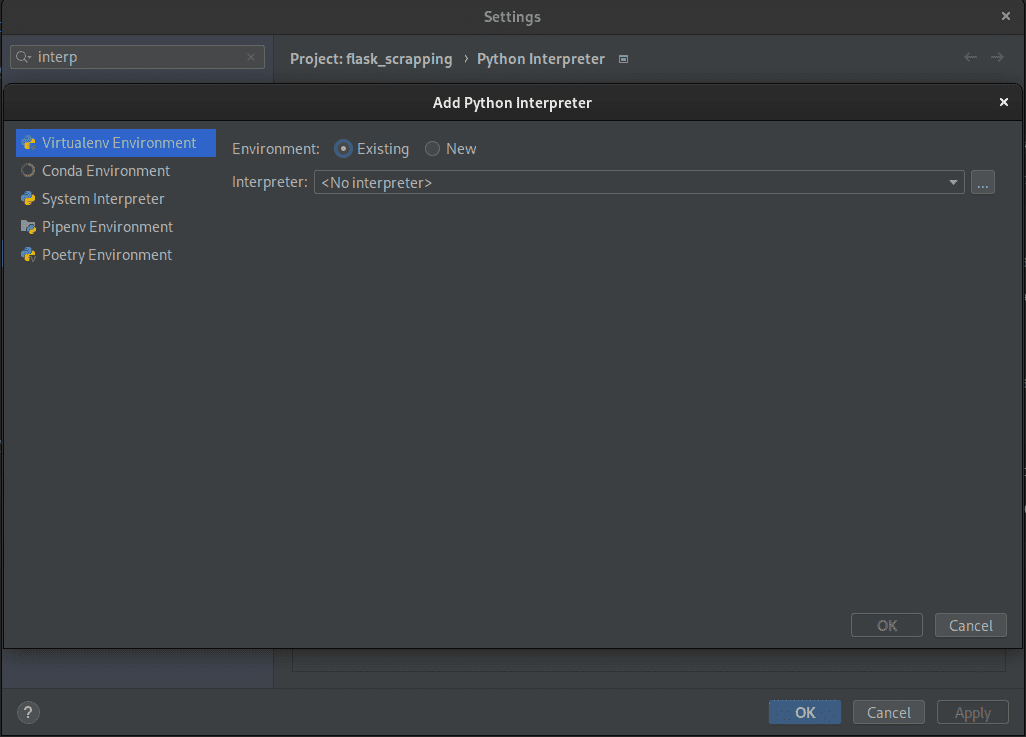 Settings
interp
Project: flask_scrapping › Python Interpreter
Add Python Interpreter
Virtualenv Environment
Conda Environment
System Interpreter
Pipenv Environment
Poetry Environment
Environment: Existing New
Interpreter: <No interpreter> ...
OK Cancel
? OK Cancel Apply